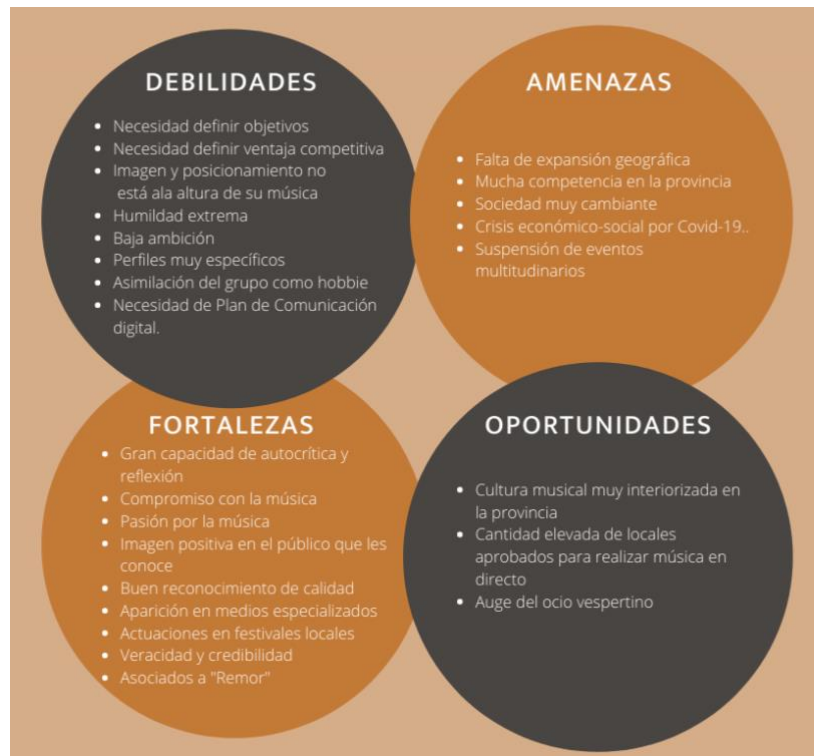 DEBILIDADES
• Necesidad definir objetivos
• Necesidad definir ventaja competitiva
• Imagen y posicionamiento no
está ala altura de su música
• Humildad extrema
• Baja ambición
• Perfiles muy específicos
• Asimilación del grupo como hobbie
• Necesidad de Plan de Comunicación
digital.
AMENAZAS
• Falta de expansión geográfica
• Mucha competencia en la provincia
• Sociedad muy cambiante
• Crisis económico-social por Covid-19..
• Suspensión de eventos
multitudinarios
FORTALEZAS
• Gran capacidad de autocrítica y
reflexión
• Compromiso con la música
• Pasión por la música
• Imagen positiva en el público que les
conoce
• Buen reconocimiento de calidad
• Aparición en medios especializados
• Actuaciones en festivales locales
• Veracidad y credibilidad
• Asociados a "Remor"
OPORTUNIDADES
• Cultura musical muy interiorizada en
la provincia
• Cantidad elevada de locales
aprobados para realizar música en
directo
• Auge del ocio vespertino